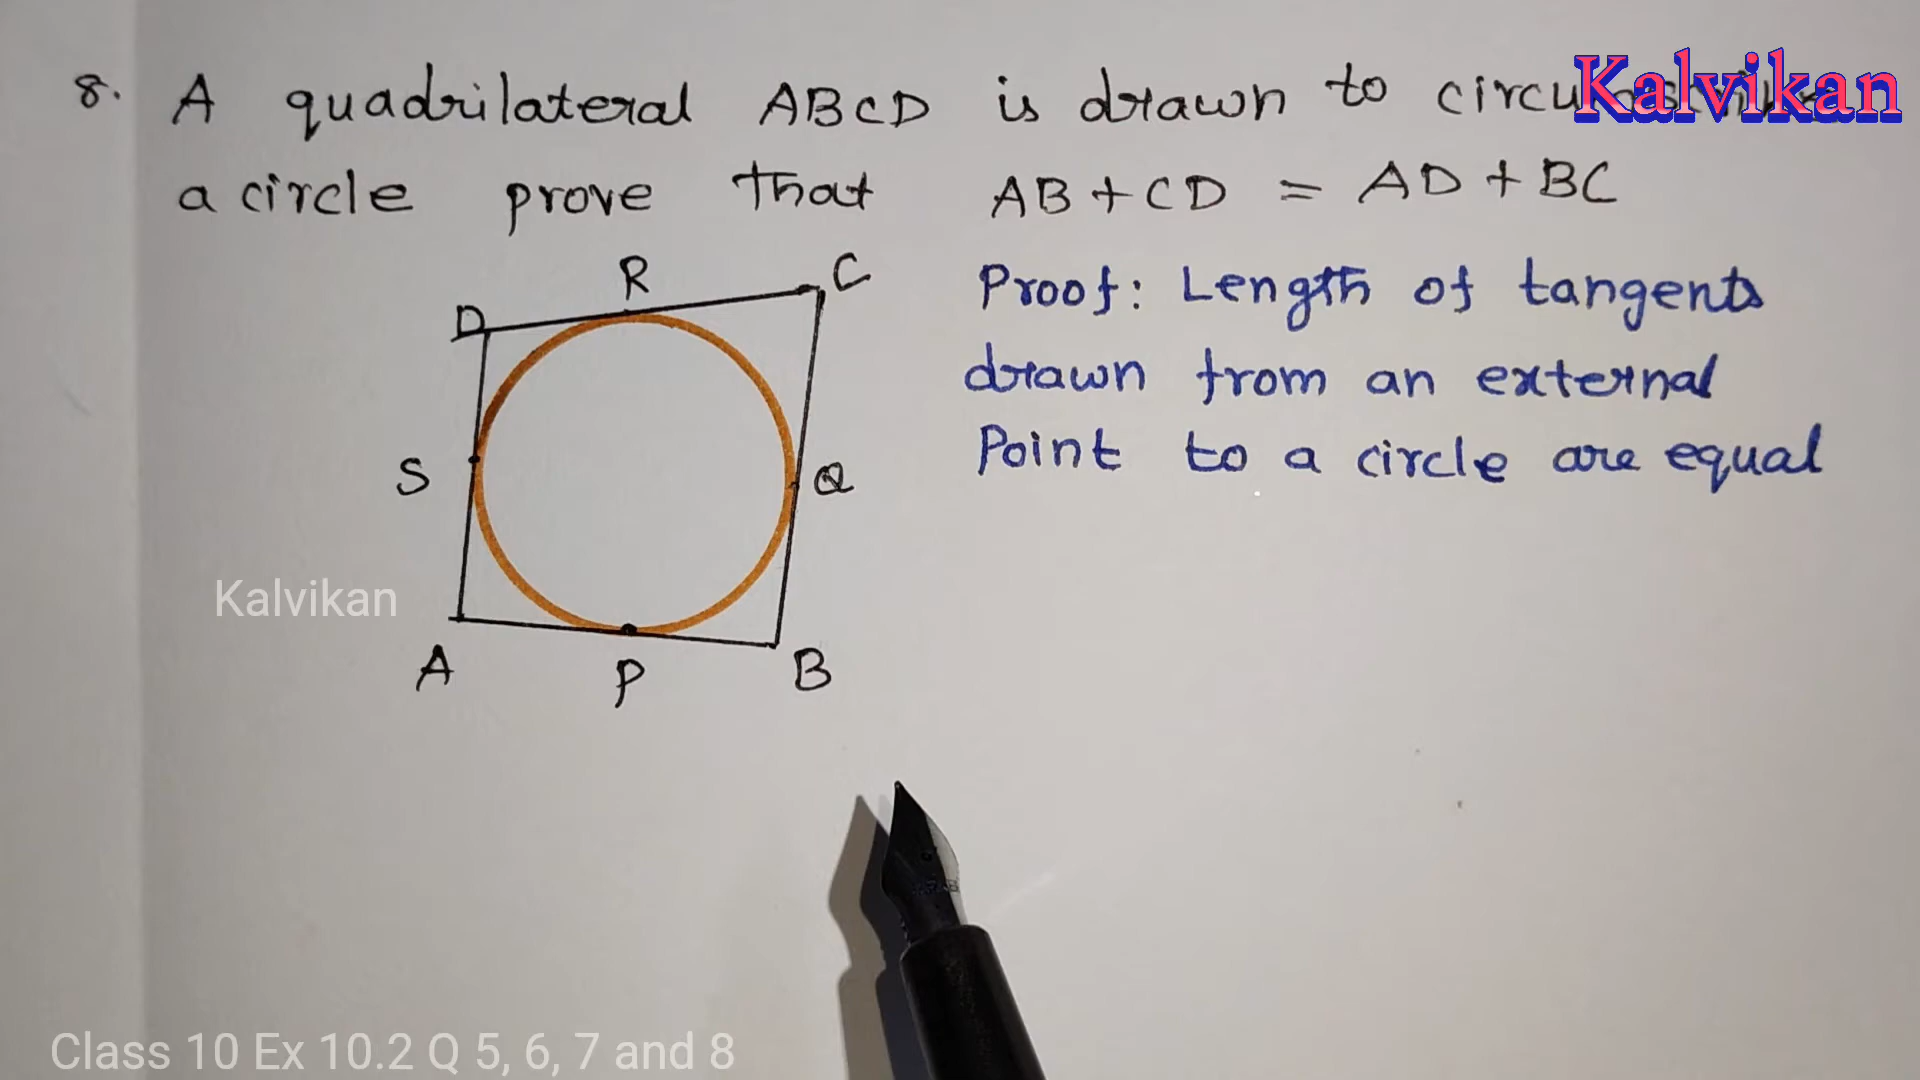 8. A quadrilateral ABCD is drawn to
Kalvikan
a circle prove that AB + CD = AD + BC
R
C
D
Proof: Length of tangents
drawn from an external
Point to a circle are equal
S
Q
Kalvikan
A
P
B
Class 10 Ex 10.2 Q 5, 6, 7 and 8